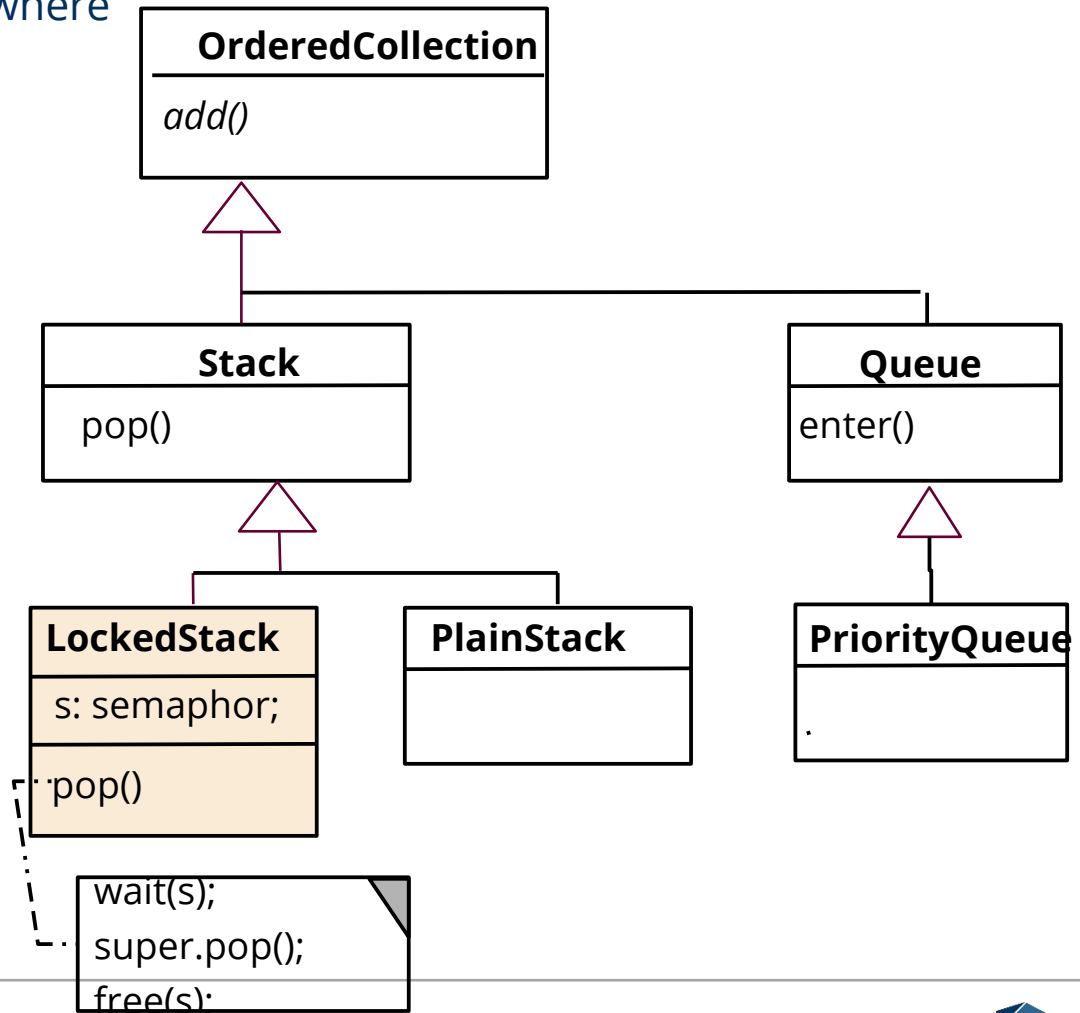 where
OrderedCollection
add()
Stack
pop()
Queue
enter()
LockedStack
s: semaphor;
pop()
PlainStack
PriorityQueue
.
wait(s);
super.pop();
free(s);